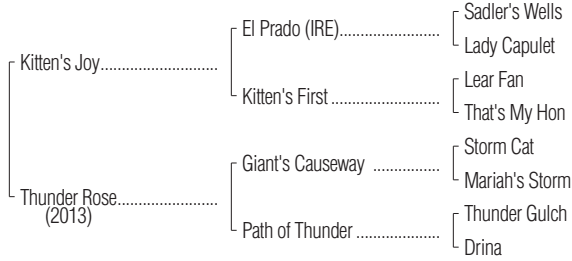 Sadler's Wells
El Prado (IRE)............................
Lady Capulet
Kitten's Joy............................
Lear Fan
Kitten's First ..............................
That's My Hon
Storm Cat
Giant's Causeway ..................
Mariah's Storm
Thunder Rose........................
(2013)
Thunder Gulch
Path of Thunder .......................
Drina